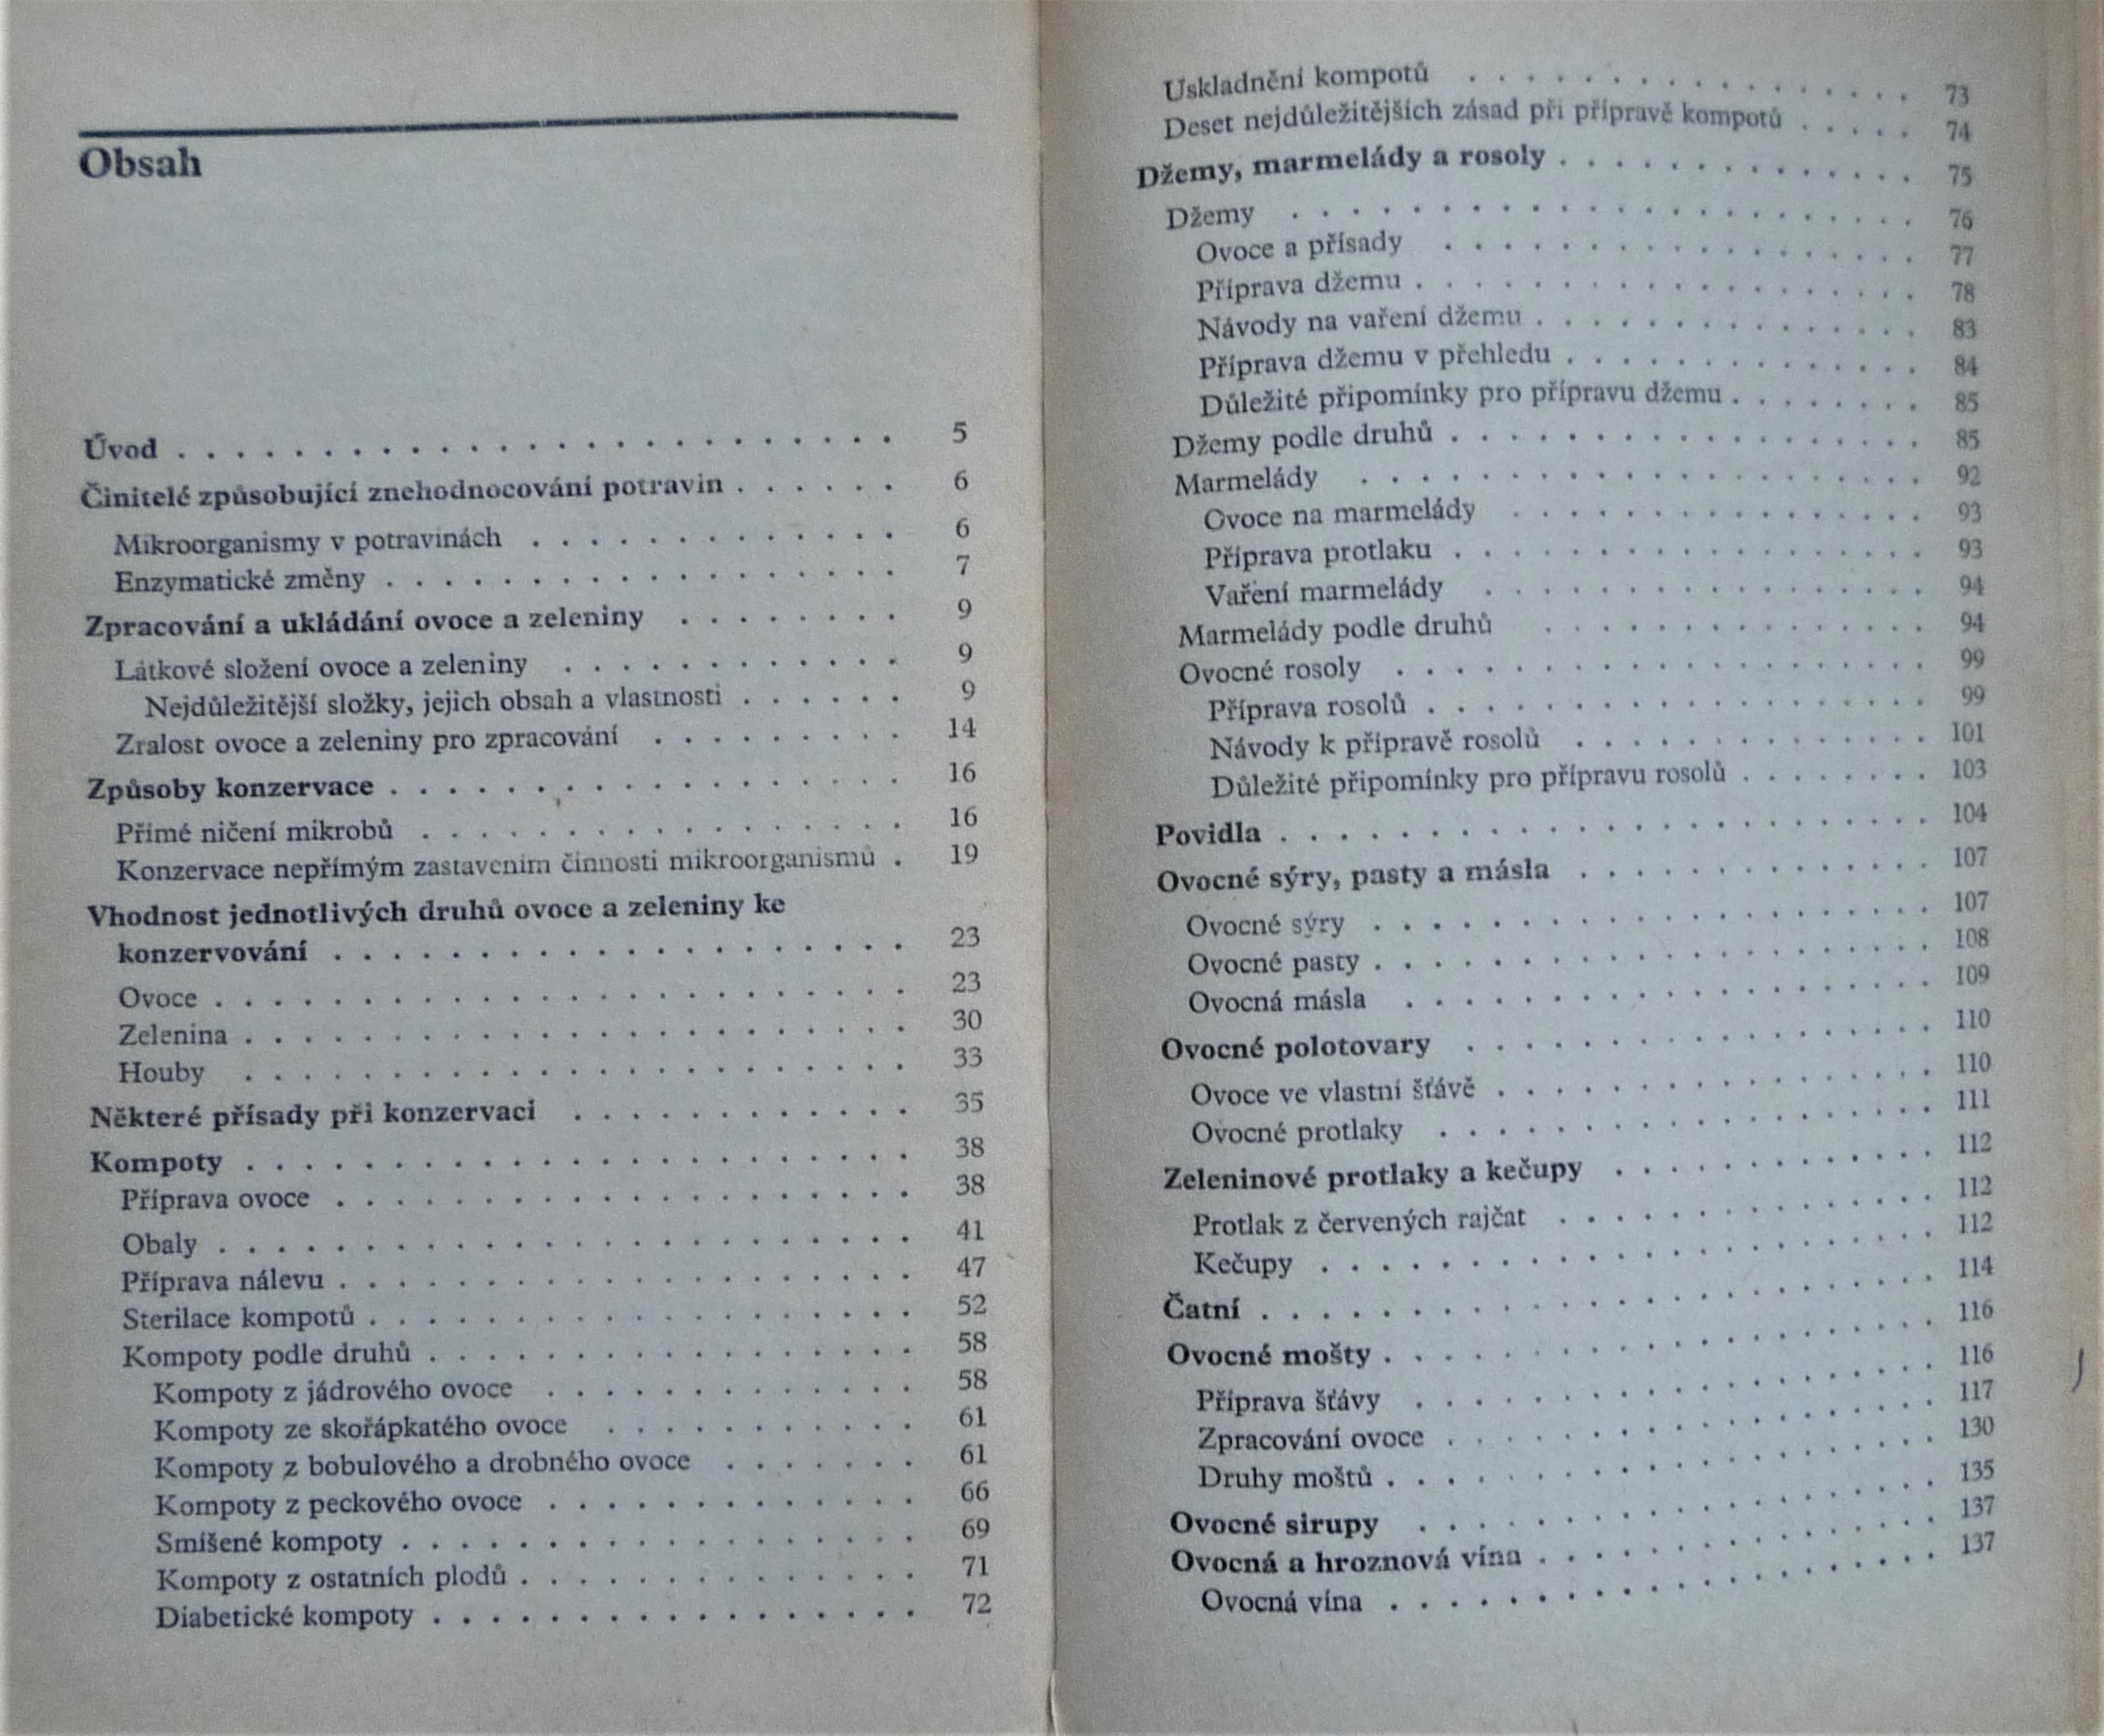 Obsah
Úvod . . . . . . . . . . . . . . . . . . . . . . . . . 5
Činitelé způsobující znehodnocování potravin . . . . . . 6
Mikroorganismy v potravinách . . . . . . . . . . . . . 6
Enzymatické změny . . . . . . . . . . . . . . . . . . 7
Zpracování a ukládání ovoce a zeleniny . . . . . . . . 9
Látkové složení ovoce a zeleniny . . . . . . . . . . . . 9
Nejdůležitější složky, jejich obsah a vlastnosti . . . . . . 9
Zralost ovoce a zeleniny pro zpracování . . . . . . . . . 14
Způsoby konzervace . . . . . . . . . . . . . . . . . . 16
Přímé ničení mikrobů . . . . . . . . . . . . . . . . . 16
Konzervace nepřímým zastavením činnosti mikroorganismů . 19
Vhodnost jednotlivých druhů ovoce a zeleniny ke
konzervování . . . . . . . . . . . . . . . . . . . . 23
Ovoce . . . . . . . . . . . . . . . . . . . . . . . . 23
Zelenina . . . . . . . . . . . . . . . . . . . . . . . 30
Houby . . . . . . . . . . . . . . . . . . . . . . . 33
Některé přísady při konzervaci . . . . . . . . . . . . 35
Kompoty . . . . . . . . . . . . . . . . . . . . . . . 38
Příprava ovoce . . . . . . . . . . . . . . . . . . . . 38
Obaly . . . . . . . . . . . . . . . . . . . . . . . . 41
Příprava nálevu . . . . . . . . . . . . . . . . . . . . 47
Sterilace kompotů . . . . . . . . . . . . . . . . . . . 52
Kompoty podle druhů . . . . . . . . . . . . . . . . . 58
Kompoty z jádrového ovoce . . . . . . . . . . . . . 58
Kompoty ze skořápkatého ovoce . . . . . . . . . . . 61
Kompoty z bobulového a drobného ovoce . . . . . . . 61
Kompoty z peckového ovoce . . . . . . . . . . . . . 66
Smíšené kompoty . . . . . . . . . . . . . . . . . . 69
Kompoty z ostatních plodů . . . . . . . . . . . . . . 71
Diabetické kompoty . . . . . . . . . . . . . . . . . 72
Uskladnění kompotů . . . . . . . . . . . . . . . . 73
Deset nejdůležitějších zásad při přípravě kompotů . . . . . 74
Džemy, marmelády a rosoly . . . . . . . . . . . . . 75
Džemy . . . . . . . . . . . . . . . . . . . . . . 76
Ovoce a přísady . . . . . . . . . . . . . . . . . 77
Příprava džemu . . . . . . . . . . . . . . . . . . 78
Návody na vaření džemu . . . . . . . . . . . . . . 83
Příprava džemu v přehledu . . . . . . . . . . . . . 84
Důležité připomínky pro přípravu džemu . . . . . . . . 85
Džemy podle druhů . . . . . . . . . . . . . . . . . 85
Marmelády . . . . . . . . . . . . . . . . . . . . 92
Ovoce na marmelády . . . . . . . . . . . . . . . 93
Příprava protlaku . . . . . . . . . . . . . . . . . 93
Vaření marmelády . . . . . . . . . . . . . . . . 94
Marmelády podle druhů . . . . . . . . . . . . . . 94
Ovocné rosoly . . . . . . . . . . . . . . . . . . . 99
Příprava rosolů . . . . . . . . . . . . . . . . . . 99
Návody k přípravě rosolů . . . . . . . . . . . . . 101
Důležité připomínky pro přípravu rosolů . . . . . . . 103
Povidla . . . . . . . . . . . . . . . . . . . . . . . 104
Ovocné sýry, pasty a másla . . . . . . . . . . . . . 107
Ovocné sýry . . . . . . . . . . . . . . . . . . . 107
Ovocné pasty . . . . . . . . . . . . . . . . . . . 108
Ovocná másla . . . . . . . . . . . . . . . . . . 109
Ovocné polotovary . . . . . . . . . . . . . . . . 110
Ovoce ve vlastní šťávě . . . . . . . . . . . . . . . 110
Ovocné protlaky . . . . . . . . . . . . . . . . . 111
Zeleninové protlaky a kečupy . . . . . . . . . . . 112
Protlak z červených rajčat . . . . . . . . . . . . . 112
Kečupy . . . . . . . . . . . . . . . . . . . . . 112
Čatní . . . . . . . . . . . . . . . . . . . . . . . 114
Ovocné mošty . . . . . . . . . . . . . . . . . . . 116
Příprava šťávy . . . . . . . . . . . . . . . . . . 116
Zpracování ovoce . . . . . . . . . . . . . . . . . 117
Druhy moštů . . . . . . . . . . . . . . . . . . . 130
Ovocné sirupy . . . . . . . . . . . . . . . . . . 135
Ovocná a hroznová vína . . . . . . . . . . . . . . 137
Ovocná vína . . . . . . . . . . . . . . . . . . . 137